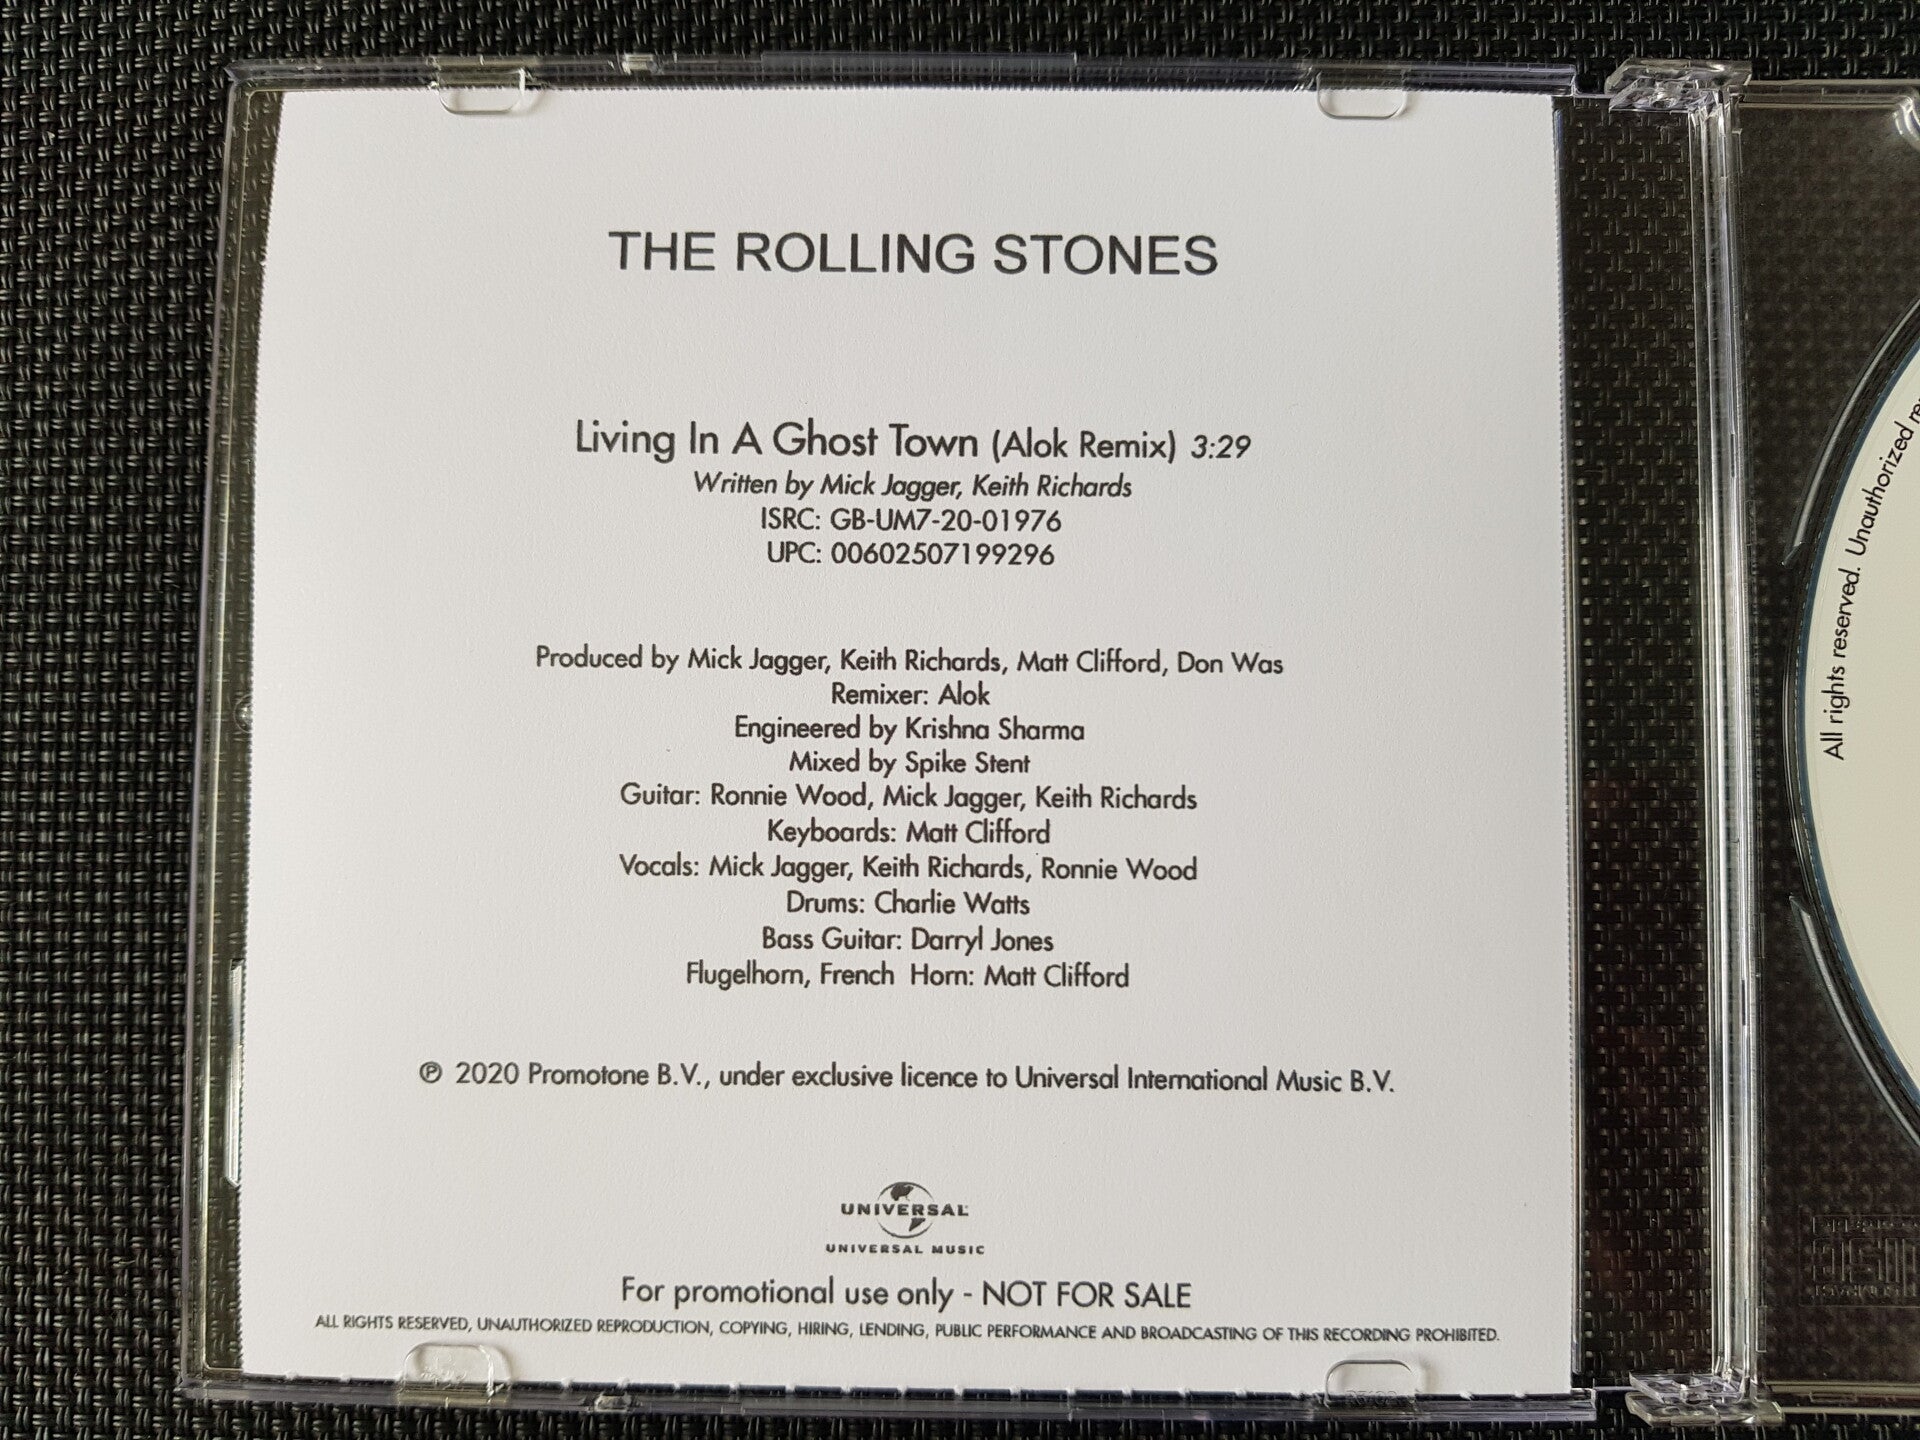 THE ROLLING STONES
Living In A Ghost Town (Alok Remix) 3:29
Written by Mick Jagger, Keith Richards
ISRC: GB-UM7-20-01976
UPC: 00602507199296
Produced by Mick Jagger, Keith Richards, Matt Clifford, Don Was
Remixer: Alok
Engineered by Krishna Sharma
Mixed by Spike Stent
Guitar: Ronnie Wood, Mick Jagger, Keith Richards
Keyboards: Matt Clifford
Vocals: Mick Jagger, Keith Richards, Ronnie Wood
Drums: Charlie Watts
Bass Guitar: Darryl Jones
Flugelhorn, French Horn: Matt Clifford
℗ 2020 Promotone B.V., under exclusive licence to Universal International Music B.V.
UNIVERSAL
UNIVERSAL MUSIC
For promotional use only - NOT FOR SALE
ALL RIGHTS RESERVED, UNAUTHORIZED REPRODUCTION, COPYING, HIRING, LENDING, PUBLIC PERFORMANCE AND BROADCASTING OF THIS RECORDING PROHIBITED.
All rights reserved. Unauthorized